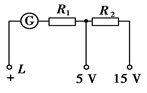 G R₁ R₂
+ L 5 V 15 V